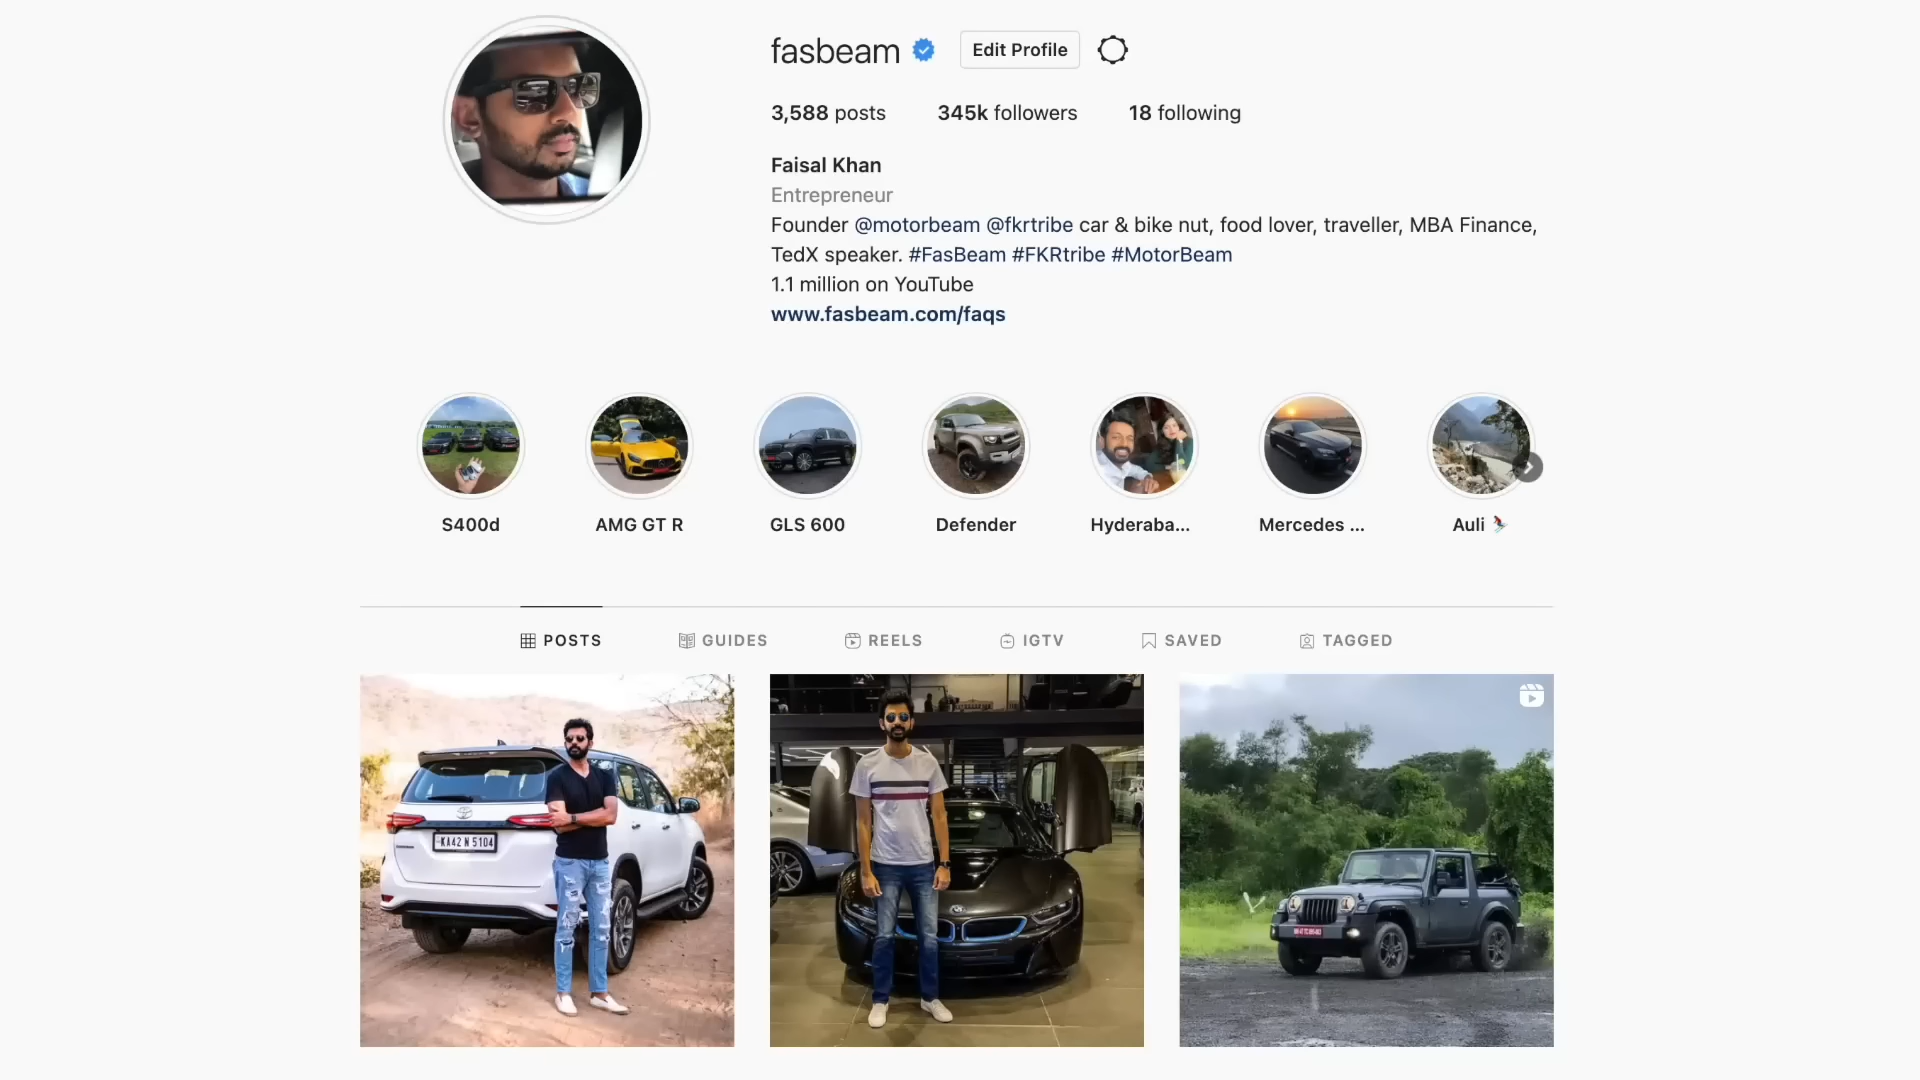 fasbeam Edit Profile
3,588 posts 345k followers 18 following
Faisal Khan
Entrepreneur
Founder @motorbeam @fkrtribe car & bike nut, food lover, traveller, MBA Finance,
TedX speaker. #FasBeam #FKRtribe #MotorBeam
1.1 million on YouTube
www.fasbeam.com/faqs
S400d AMG GT R GLS 600 Defender Hyderaba... Mercedes ... Auli
POSTS GUIDES REELS IGTV SAVED TAGGED
KA42 N 5104